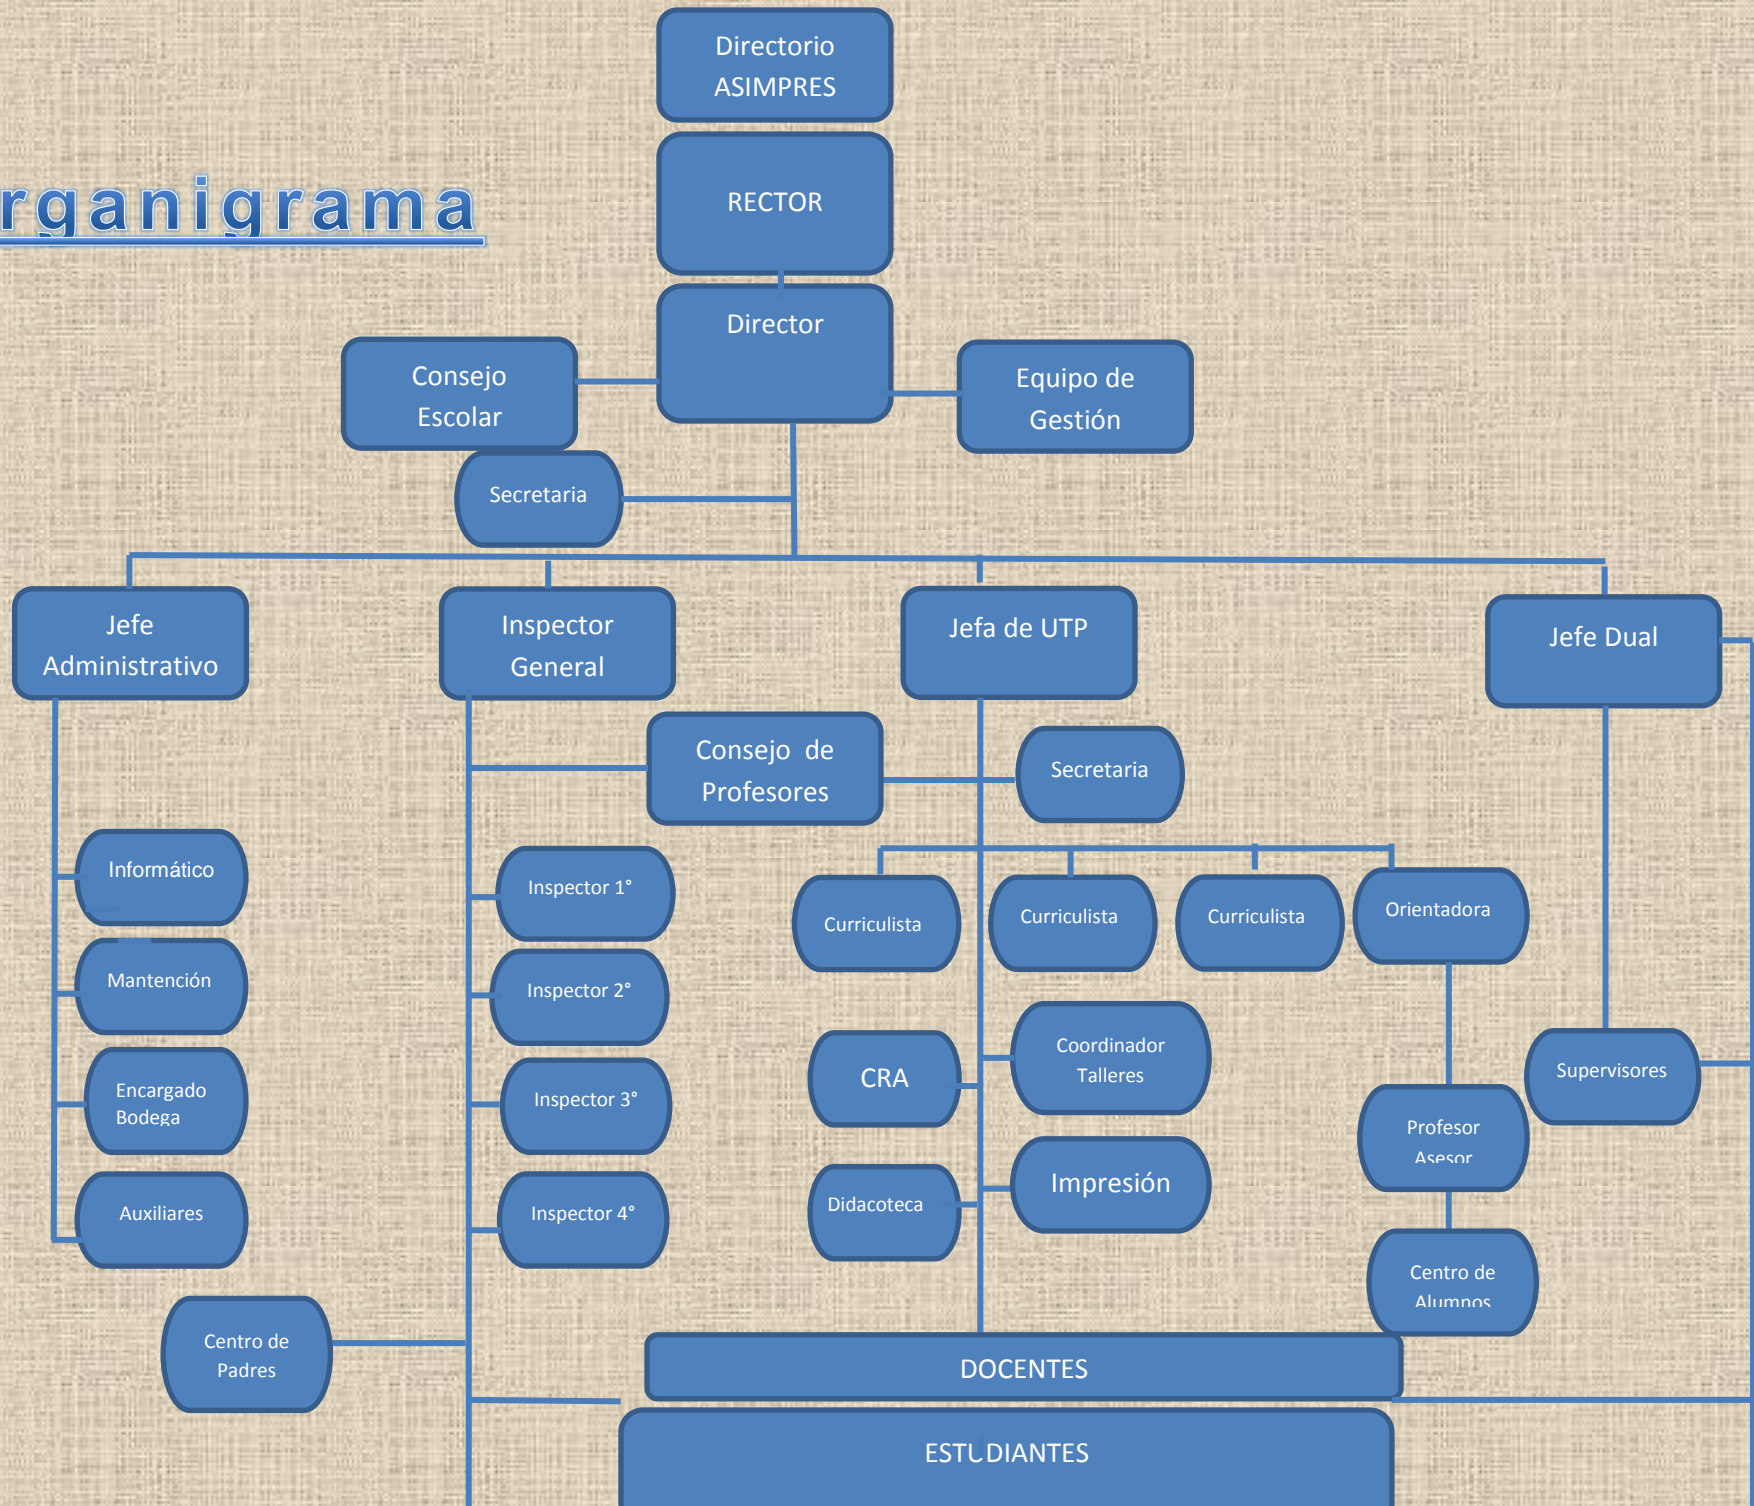 Directorio
ASIMPRES
rganigrama
RECTOR
Director
Consejo
Escolar
Equipo de
Gestión
Secretaria
Jefe
Administrativo
Inspector
General
Jefa de UTP
Jefe Dual
Consejo de
Profesores
Secretaria
Informático
Inspector 1°
Curriculista
Curriculista
Curriculista
Orientadora
Mantención
Inspector 2°
CRA
Coordinador
Talleres
Supervisores
Encargado
Bodega
Inspector 3°
Profesor
Asesor
Auxiliares
Inspector 4°
Didacoteca
Impresión
Centro de
Alumnos
Centro de
Padres
DOCENTES
ESTUDIANTES